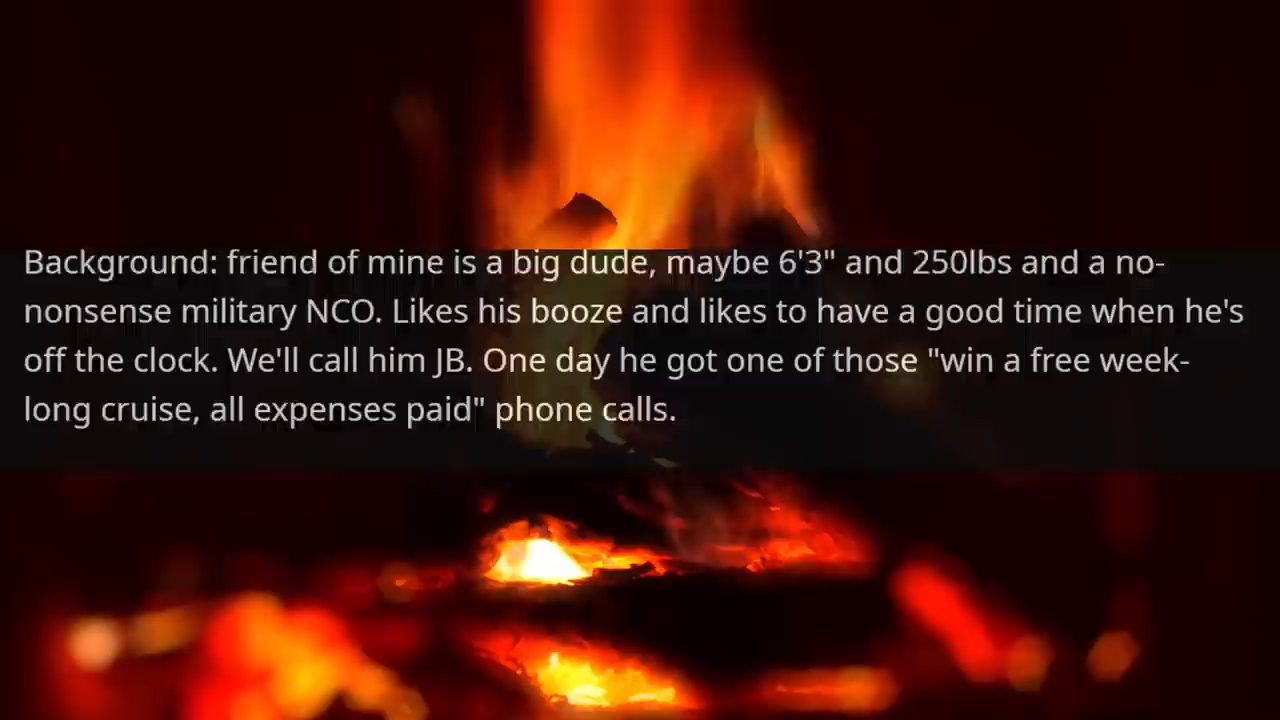 Background: friend of mine is a big dude, maybe 6'3" and 250lbs and a no-
nonsense military NCO. Likes his booze and likes to have a good time when he's
off the clock. We'll call him JB. One day he got one of those "win a free week-
long cruise, all expenses paid" phone calls.